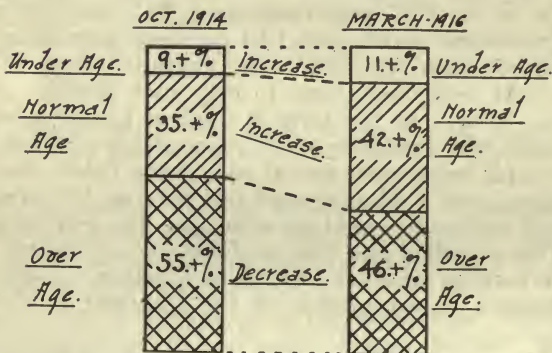 OCT. 1914
MARCH-1916
Under Age.
9.+%
Increase.
11.+%
Under Age.
Normal
Age
35.+%
Increase.
42.+%
Normal
Age.
Over
Age.
55.+%
Decrease.
46.+%
Over
Age.